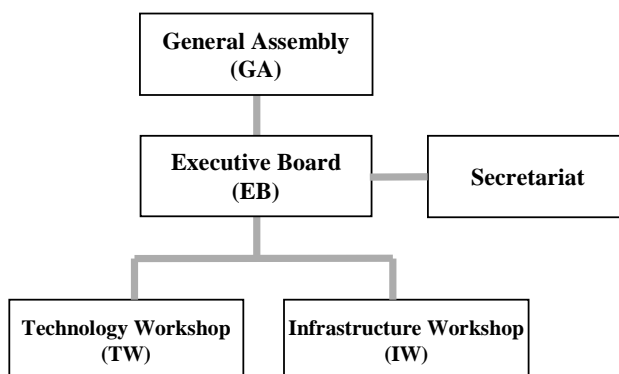 General Assembly
(GA)
Executive Board
(EB)
Secretariat
Technology Workshop
(TW)
Infrastructure Workshop
(IW)